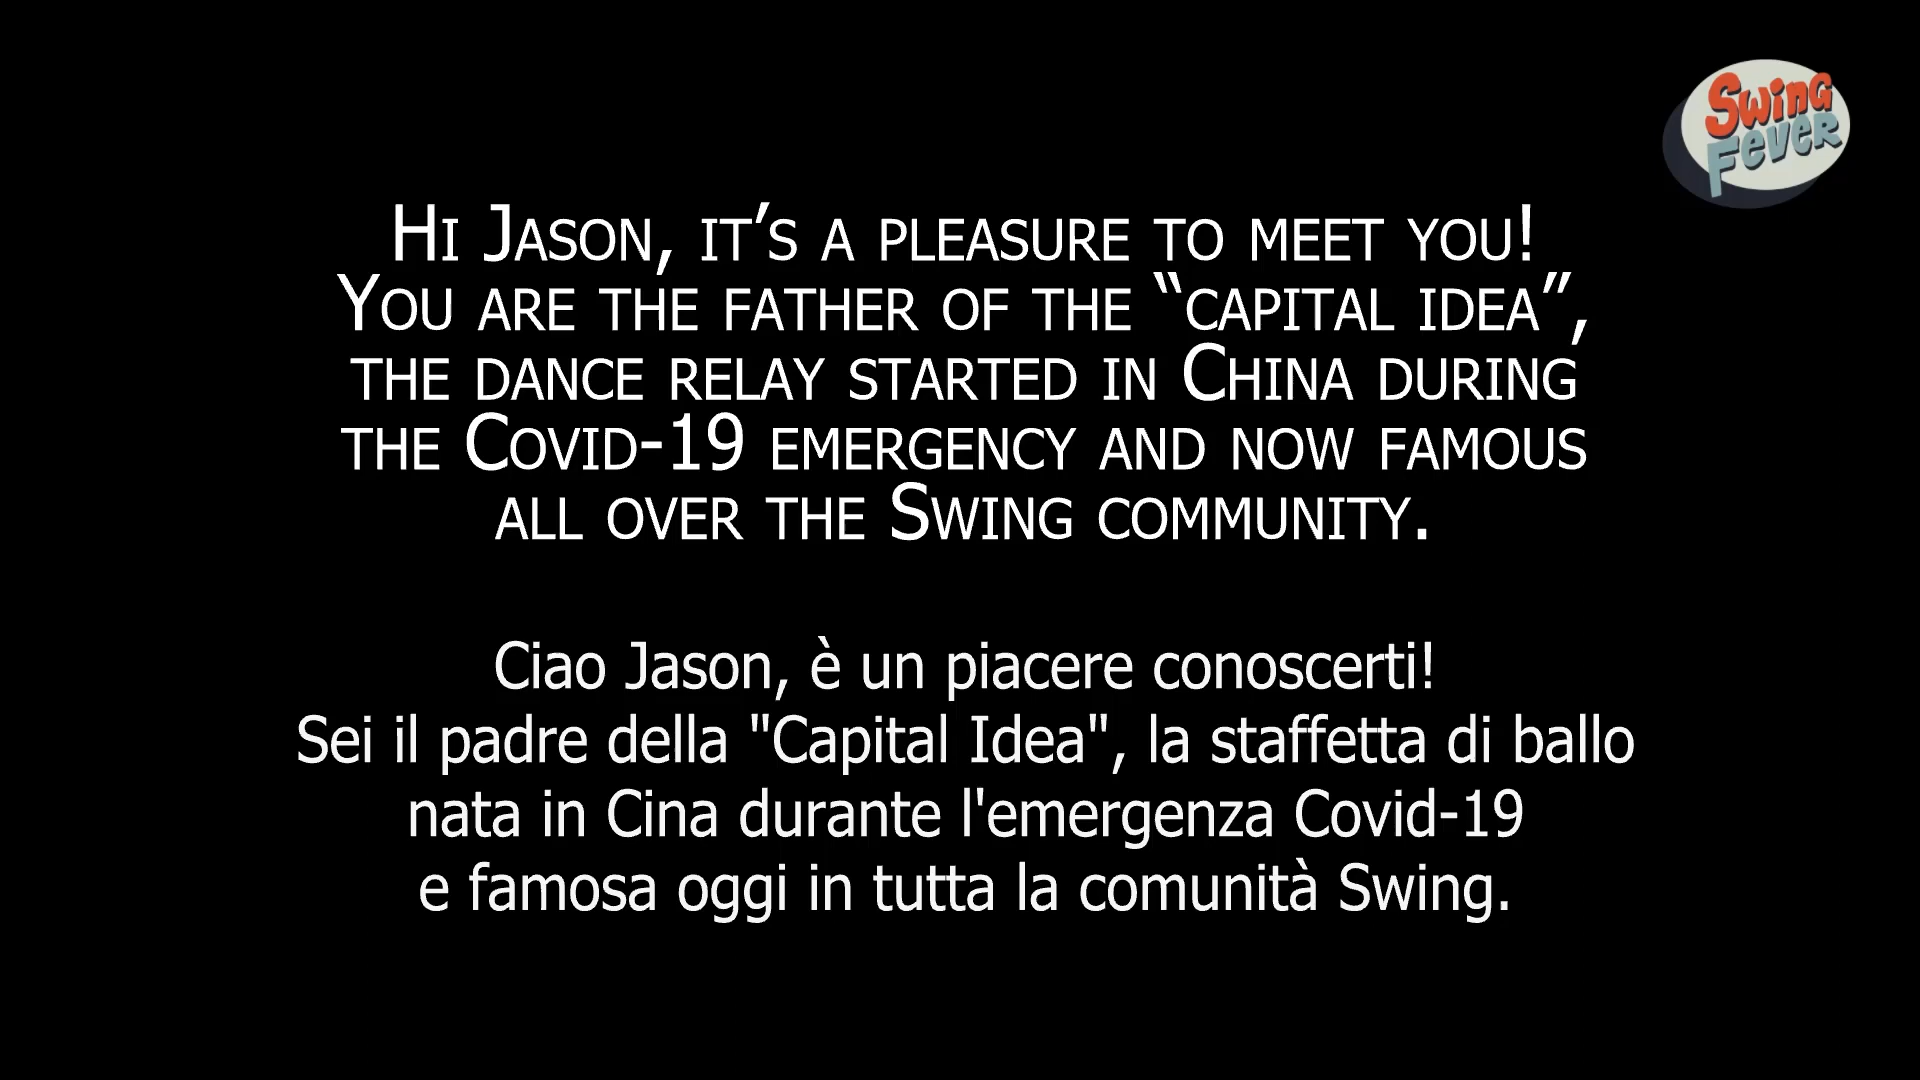 Swing
Fever
Hi Jason, it’s a pleasure to meet you!
You are the father of the “capital idea”,
the dance relay started in China during
the Covid-19 emergency and now famous
all over the Swing community.
Ciao Jason, è un piacere conoscerti!
Sei il padre della "Capital Idea", la staffetta di ballo
nata in Cina durante l'emergenza Covid-19
e famosa oggi in tutta la comunità Swing.